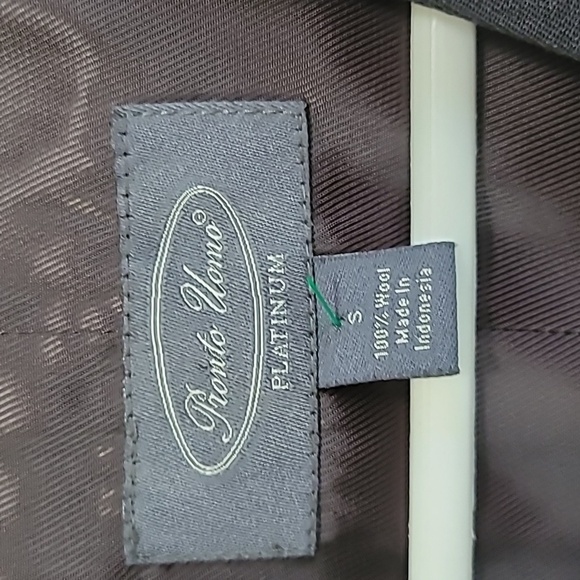 Pronto Uomo®
PLATINUM
S
100% Wool
Made In
Indonesia